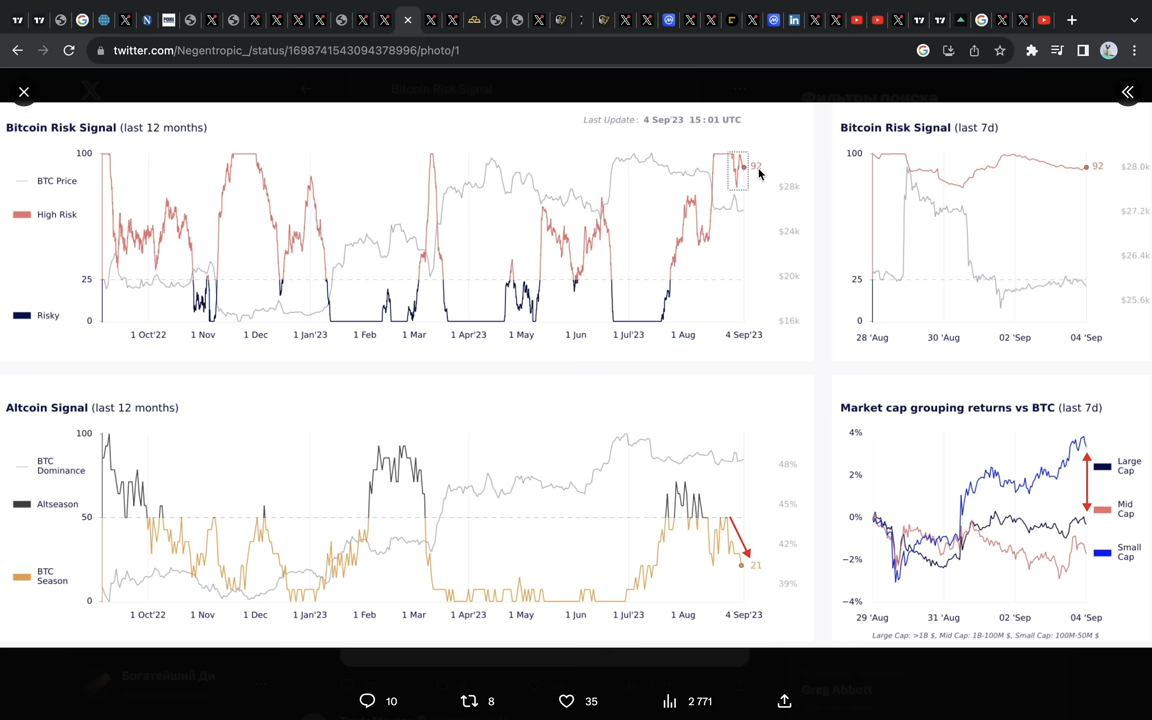 twitter.com/Negentropic_/status/1698741543094378996/photo/1
Bitcoin Risk Signal
Bitcoin Risk Signal (last 12 months)
Last Update: 4 Sep'23 15:01 UTC
100
BTC Price
92
$28k
High Risk
$24k
25
$20k
Risky
0
$16k
1 Oct'22 1 Nov 1 Dec 1 Jan'23 1 Feb 1 Mar 1 Apr'23 1 May 1 Jun 1 Jul'23 1 Aug 4 Sep'23
Bitcoin Risk Signal (last 7d)
100
92
$28.0k
$27.2k
$26.4k
25
$25.6k
0
28 'Aug 30 'Aug 02 'Sep 04 'Sep
Altcoin Signal (last 12 months)
100
BTC
Dominance
48%
Altseason
45%
50
42%
21
BTC
Season
39%
0
1 Oct'22 1 Nov 1 Dec 1 Jan'23 1 Feb 1 Mar 1 Apr'23 1 May 1 Jun 1 Jul'23 1 Aug 4 Sep'23
Market cap grouping returns vs BTC (last 7d)
4%
Large
Cap
2%
Mid
Cap
0%
Small
Cap
−2%
−4%
29 'Aug 31 'Aug 02 'Sep 04 'Sep
Large Cap: >1B $, Mid Cap: 1B-100M $, Small Cap: 100M-50M $
Богатейший Ди
Greg Abbott
10 8 35 2 771